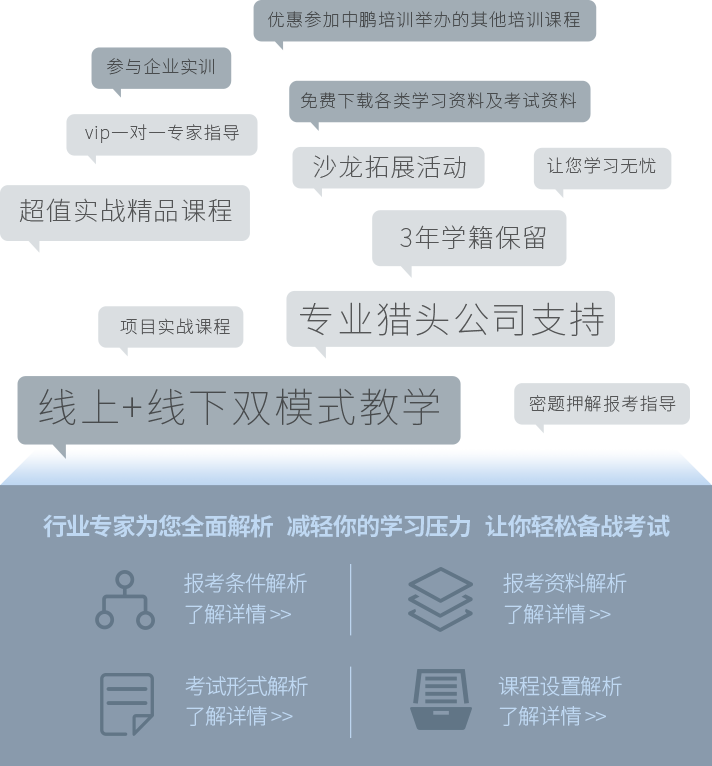 优惠参加中鹏培训举办的其他培训课程
参与企业实训
免费下载各类学习资料及考试资料
vip一对一专家指导
沙龙拓展活动
让您学习无忧
超值实战精品课程
3年学籍保留
项目实战课程
专业猎头公司支持
线上+线下双模式教学
密题押解报考指导
行业专家为您全面解析 减轻你的学习压力 让你轻松备战考试
报考条件解析
了解详情 >>
报考资料解析
了解详情 >>
考试形式解析
了解详情 >>
课程设置解析
了解详情 >>